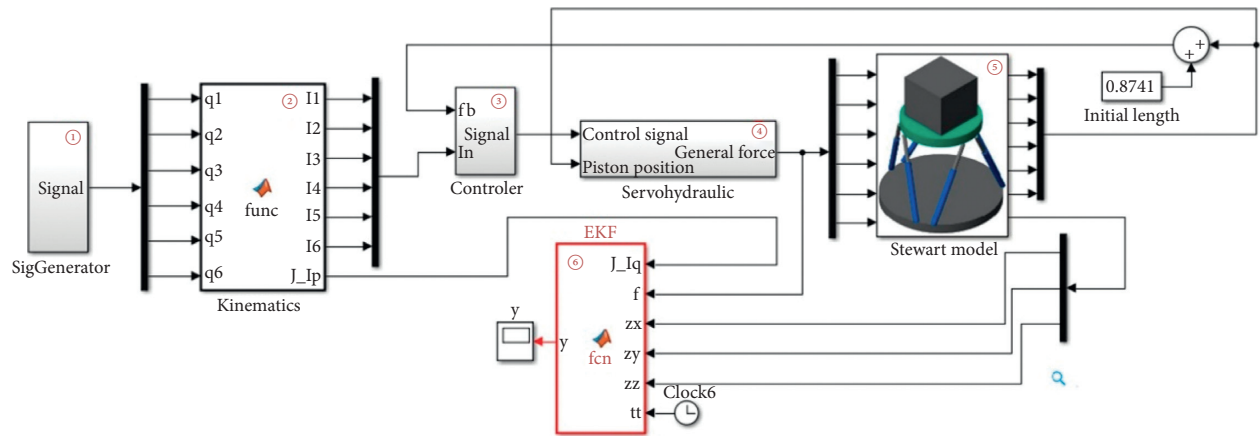 ①
Signal
SigGenerator
q1
q2
q3
q4
q5
q6
②
func
I1
I2
I3
I4
I5
I6
J_Ip
Kinematics
③
fb
Signal
In
Controler
④
Control signal
General force
Piston position
Servohydraulic
⑤
Stewart model
0.8741
Initial length
+
+
EKF
⑥
J_Iq
f
zx
zy
zz
tt
fcn
y
y
Clock6